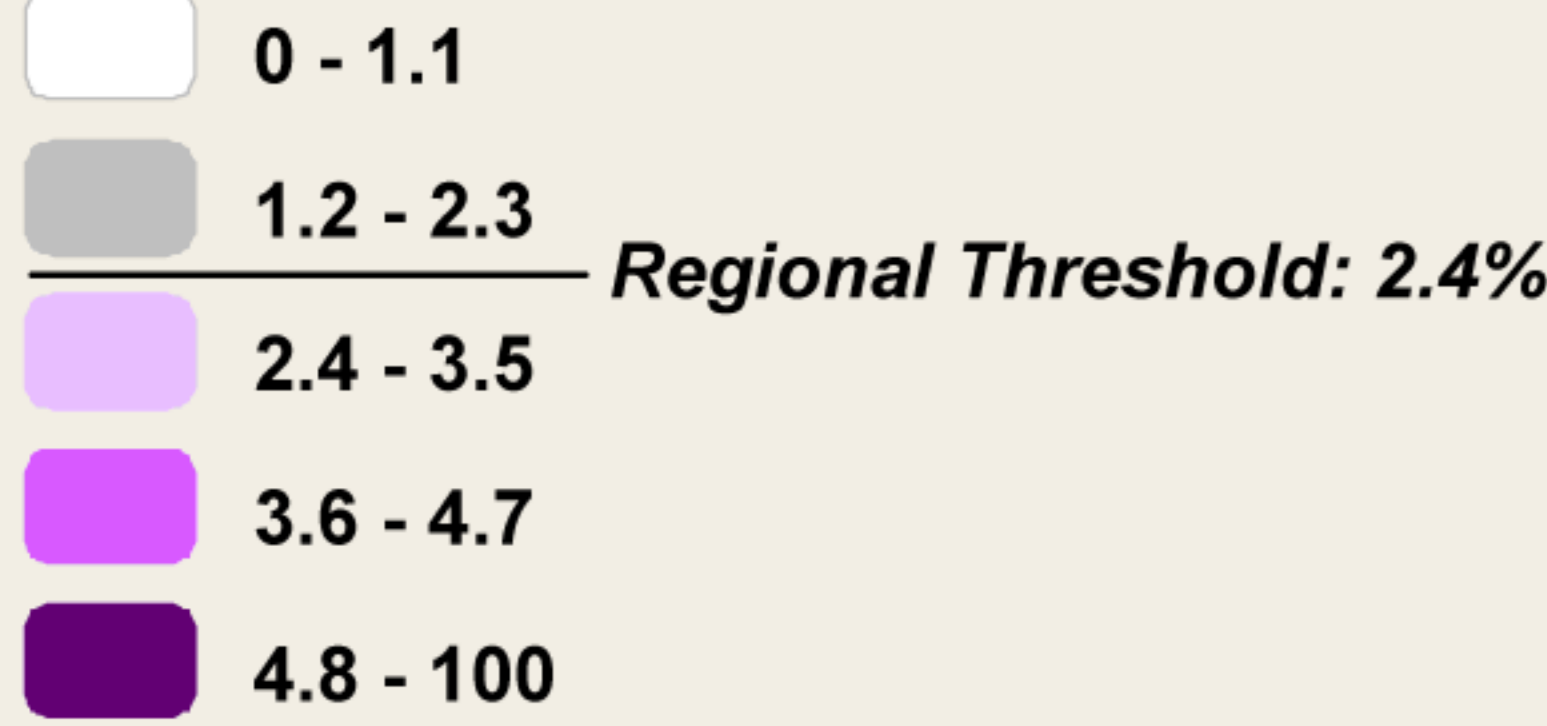 0 - 1.1
1.2 - 2.3
Regional Threshold: 2.4%
2.4 - 3.5
3.6 - 4.7
4.8 - 100